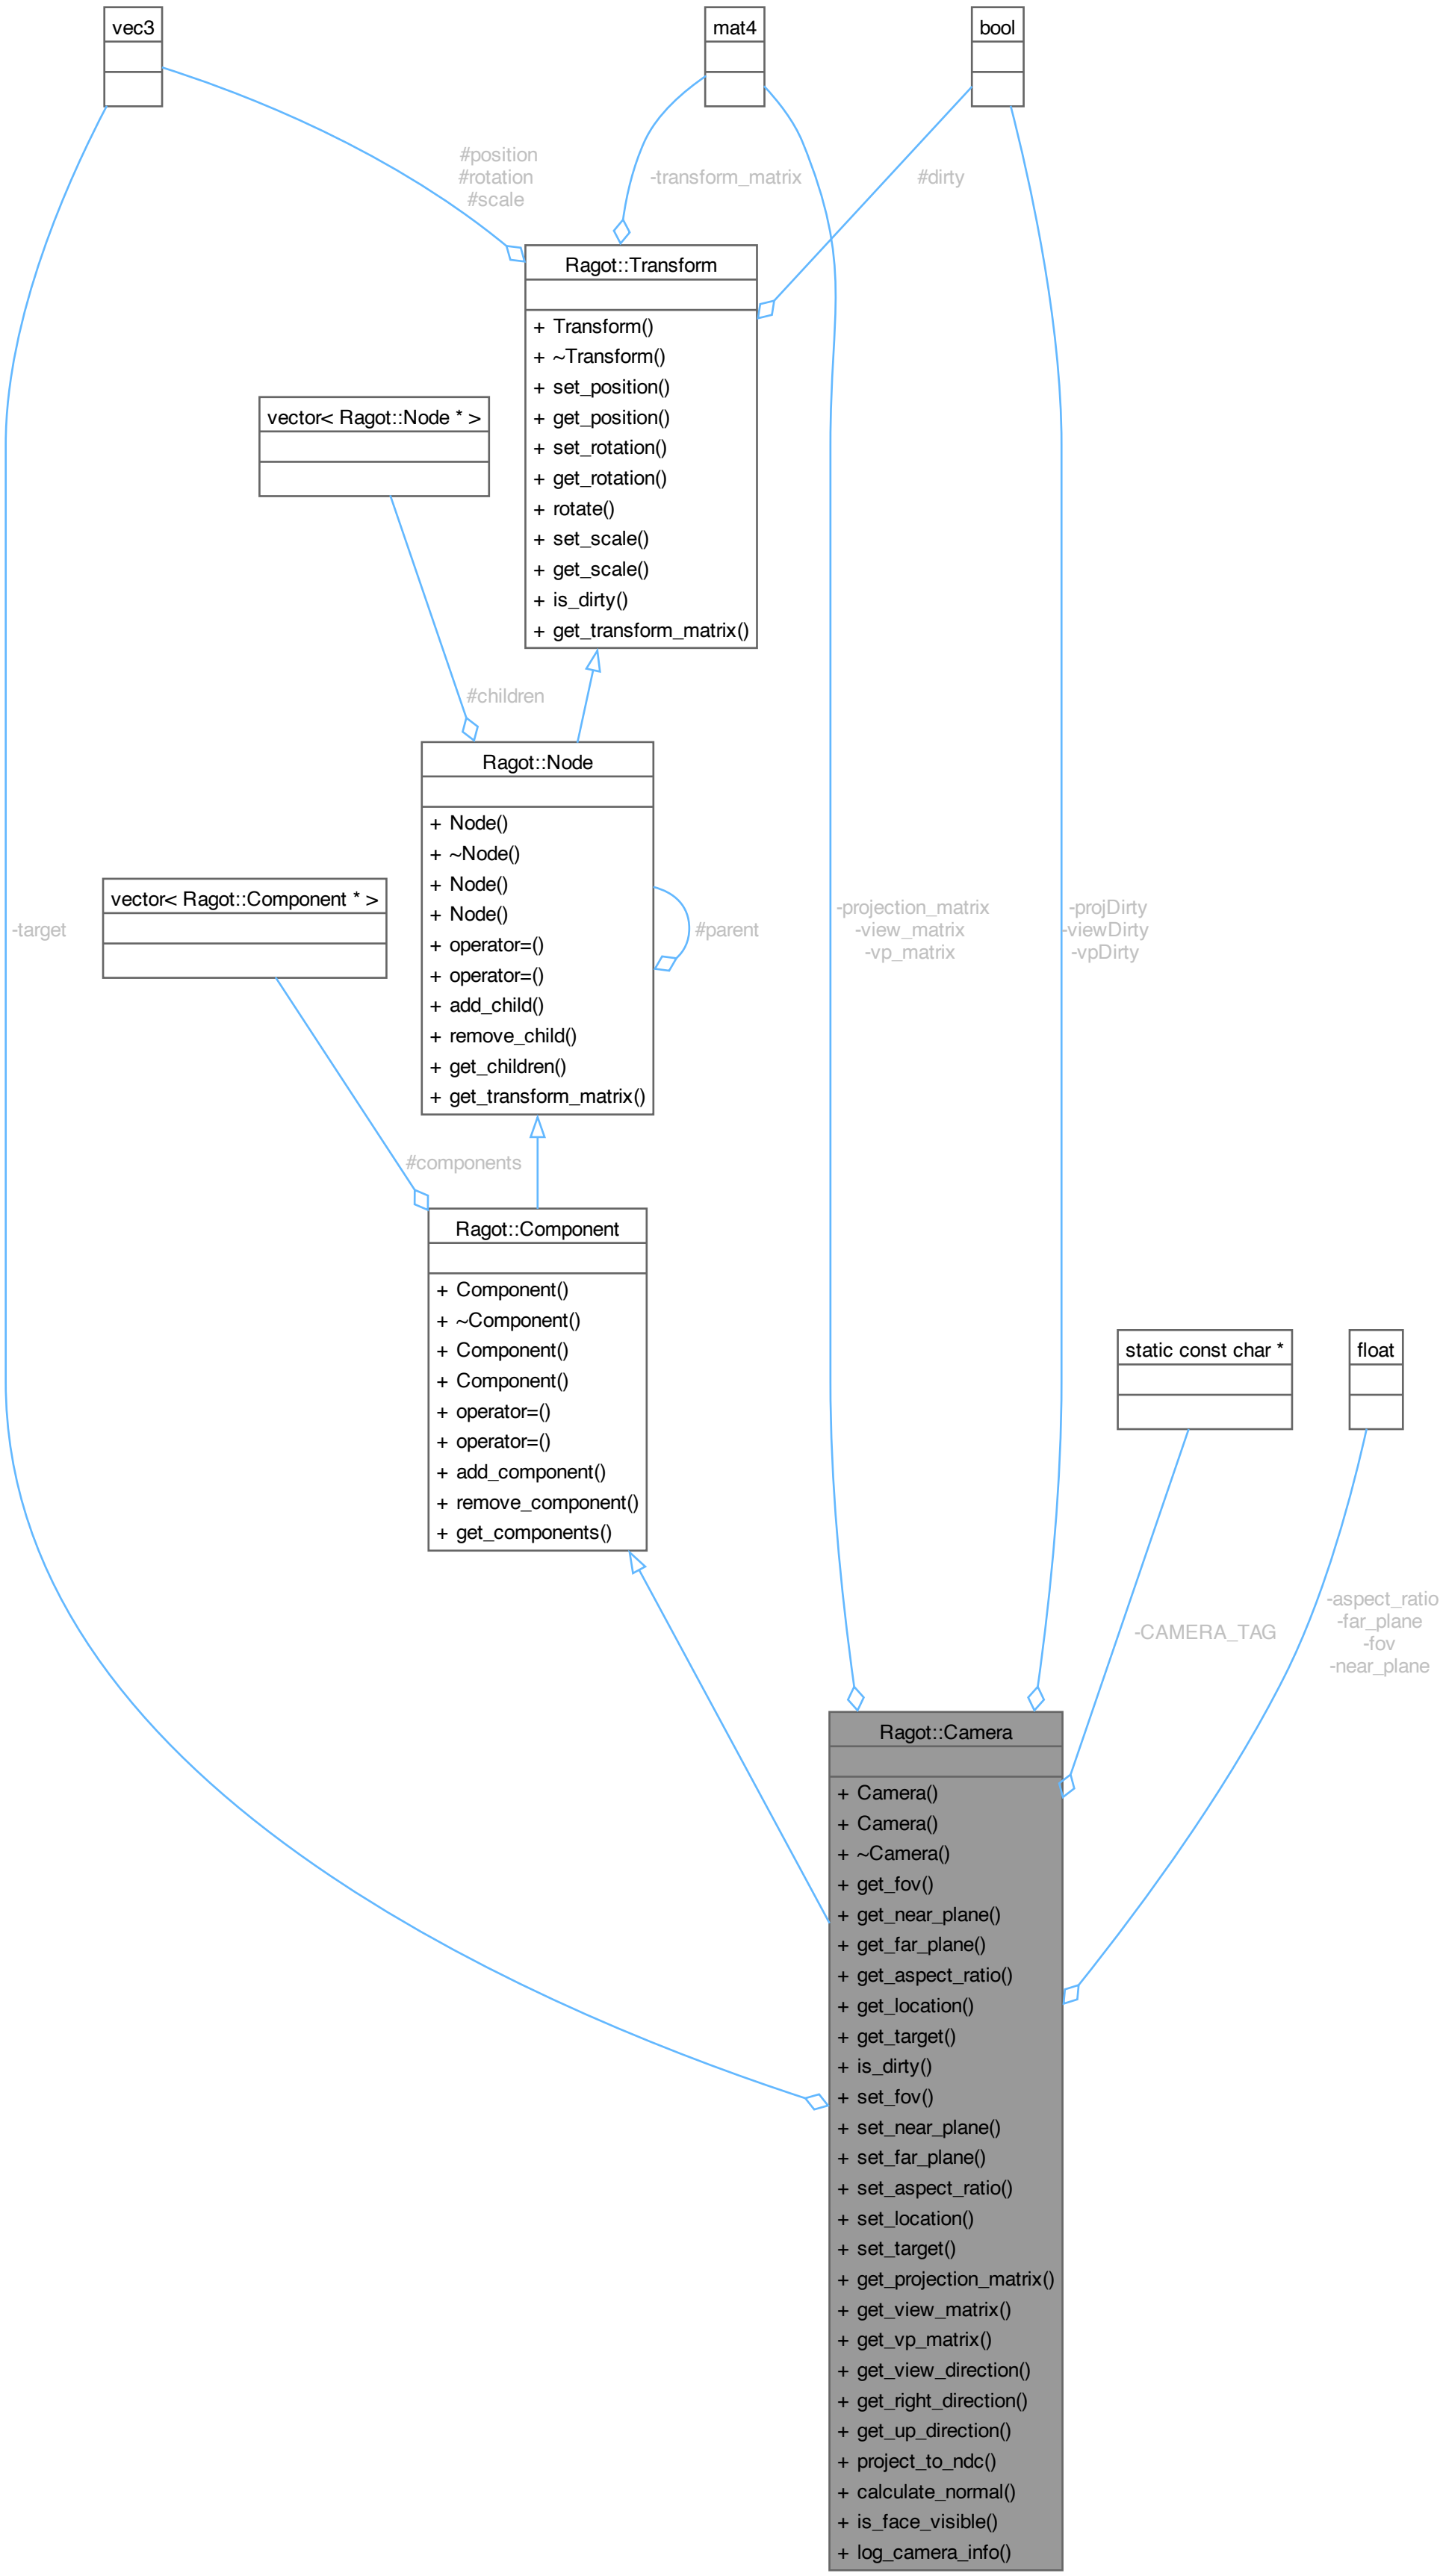 vec3
mat4
bool
#position
#rotation
#scale
-transform_matrix
#dirty
Ragot::Transform
+ Transform()
+ ~Transform()
+ set_position()
+ get_position()
+ set_rotation()
+ get_rotation()
+ rotate()
+ set_scale()
+ get_scale()
+ is_dirty()
+ get_transform_matrix()
vector< Ragot::Node * >
#children
Ragot::Node
+ Node()
+ ~Node()
+ Node()
+ Node()
+ operator=()
+ operator=()
+ add_child()
+ remove_child()
+ get_children()
+ get_transform_matrix()
vector< Ragot::Component * >
-target
#parent
-projection_matrix
-view_matrix
-vp_matrix
-projDirty
-viewDirty
-vpDirty
#components
Ragot::Component
+ Component()
+ ~Component()
+ Component()
+ Component()
+ operator=()
+ operator=()
+ add_component()
+ remove_component()
+ get_components()
static const char *
float
-CAMERA_TAG
-aspect_ratio
-far_plane
-fov
-near_plane
Ragot::Camera
+ Camera()
+ Camera()
+ ~Camera()
+ get_fov()
+ get_near_plane()
+ get_far_plane()
+ get_aspect_ratio()
+ get_location()
+ get_target()
+ is_dirty()
+ set_fov()
+ set_near_plane()
+ set_far_plane()
+ set_aspect_ratio()
+ set_location()
+ set_target()
+ get_projection_matrix()
+ get_view_matrix()
+ get_vp_matrix()
+ get_view_direction()
+ get_right_direction()
+ get_up_direction()
+ project_to_ndc()
+ calculate_normal()
+ is_face_visible()
+ log_camera_info()